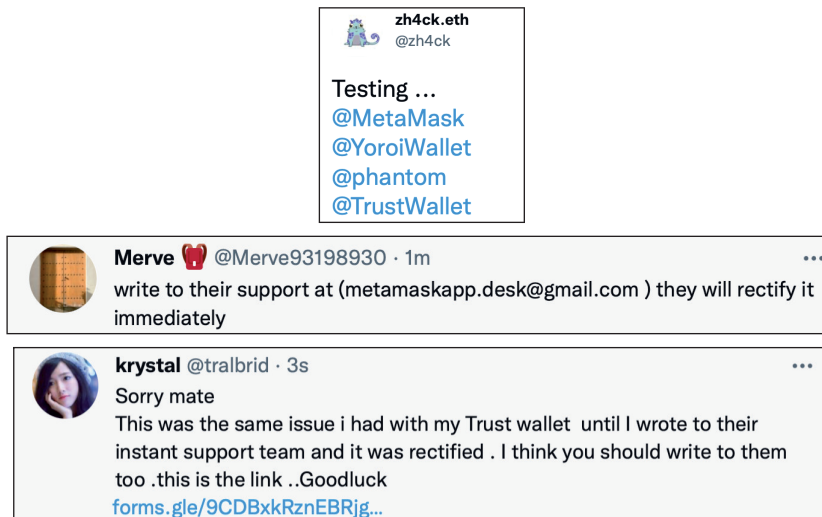 zh4ck.eth
@zh4ck
Testing ...
@MetaMask
@YoroiWallet
@phantom
@TrustWallet
Merve 🎒 @Merve93198930 · 1m
write to their support at (metamaskapp.desk@gmail.com ) they will rectify it
immediately
krystal @tralbrid · 3s
Sorry mate
This was the same issue i had with my Trust wallet  until I wrote to their
instant support team and it was rectified . I think you should write to them
too .this is the link ..Goodluck
forms.gle/9CDBxkRznEBRjg...